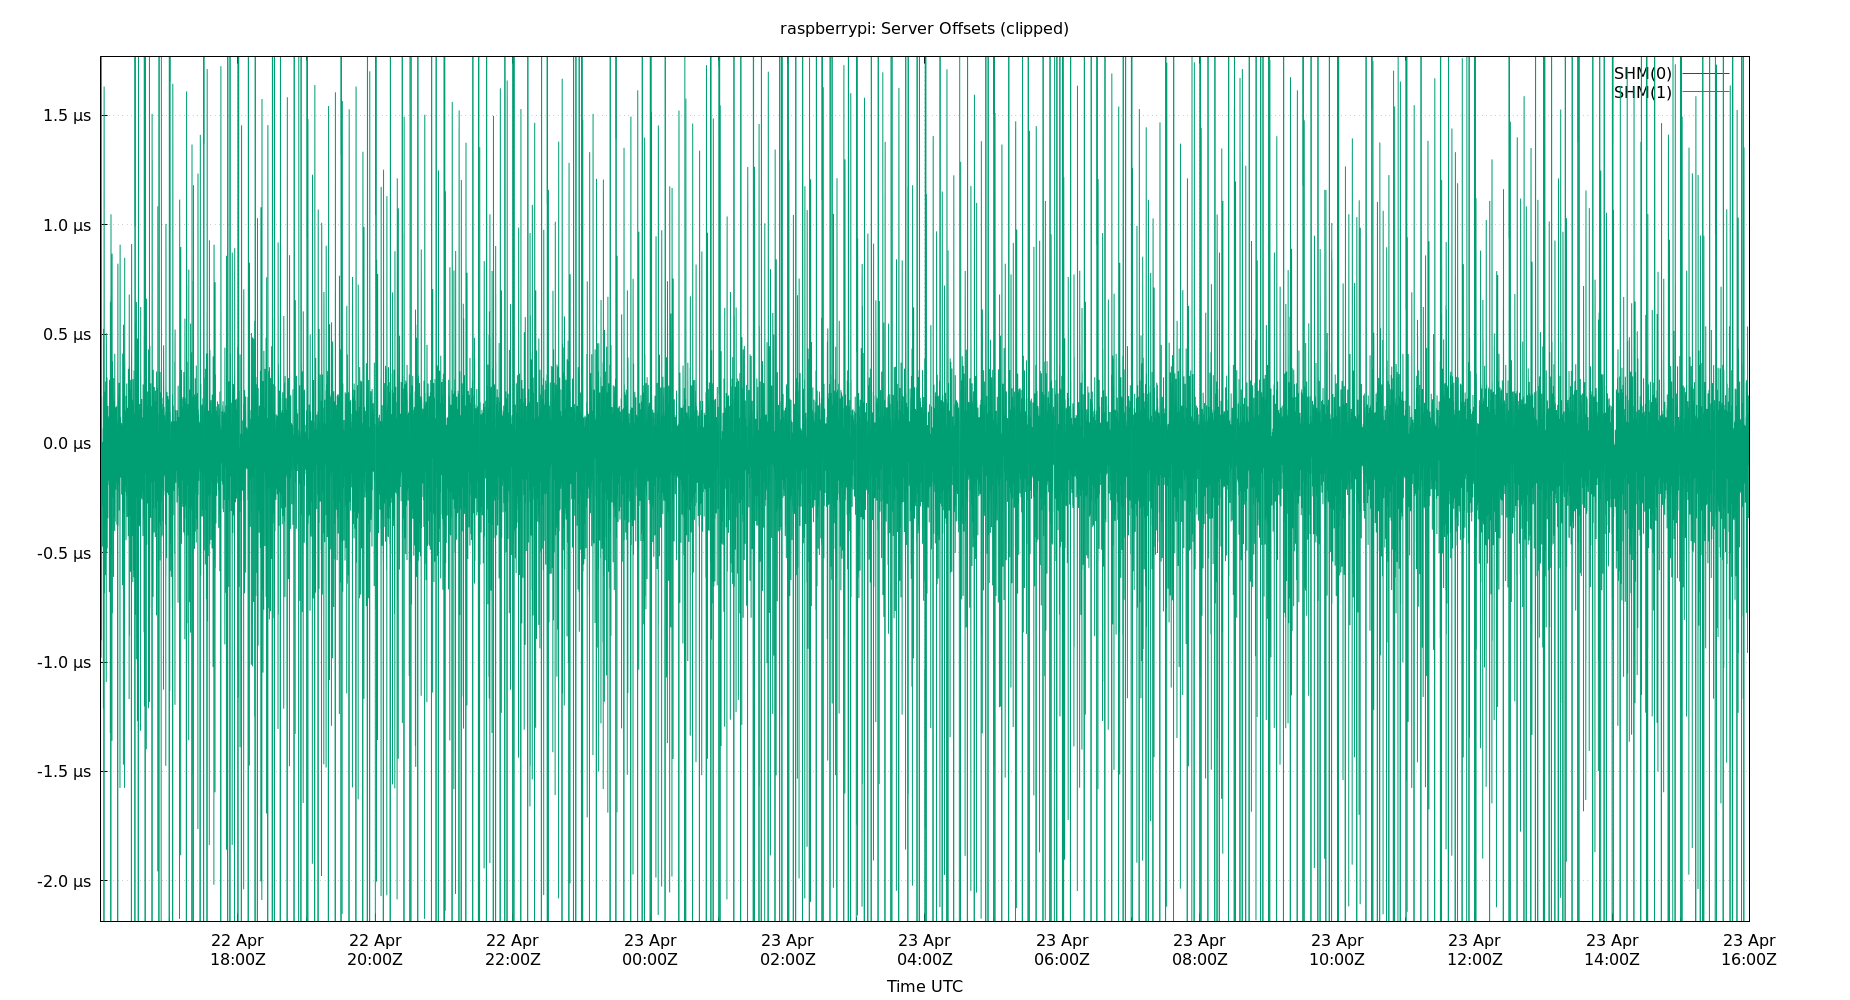 raspberrypi: Server Offsets (clipped)
SHM(0)
SHM(1)
1.5 µs
1.0 µs
0.5 µs
0.0 µs
-0.5 µs
-1.0 µs
-1.5 µs
-2.0 µs
22 Apr 22 Apr 22 Apr 23 Apr 23 Apr 23 Apr 23 Apr 23 Apr 23 Apr 23 Apr 23 Apr 23 Apr
18:00Z 20:00Z 22:00Z 00:00Z 02:00Z 04:00Z 06:00Z 08:00Z 10:00Z 12:00Z 14:00Z 16:00Z
Time UTC